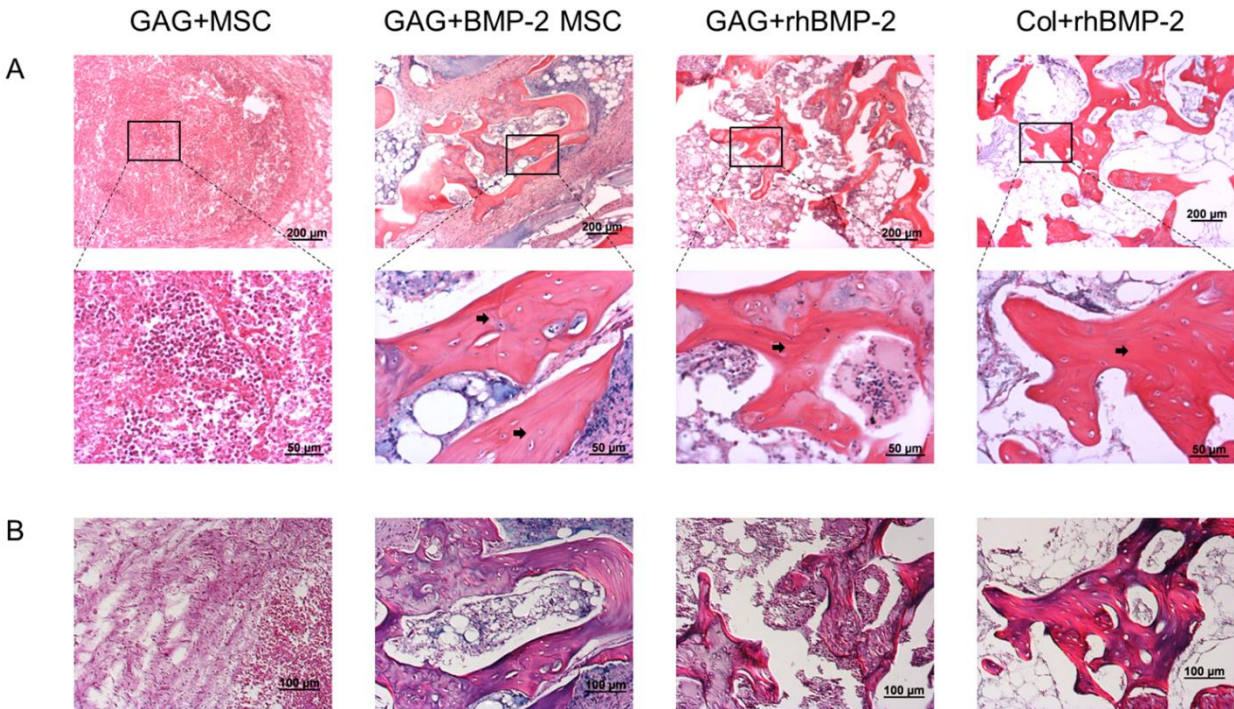 GAG+MSC GAG+BMP-2 MSC GAG+rhBMP-2 Col+rhBMP-2
A
200 µm 200 µm 200 µm 200 µm
50 µm 50 µm 50 µm 50 µm
B
100 µm 100 µm 100 µm 100 µm